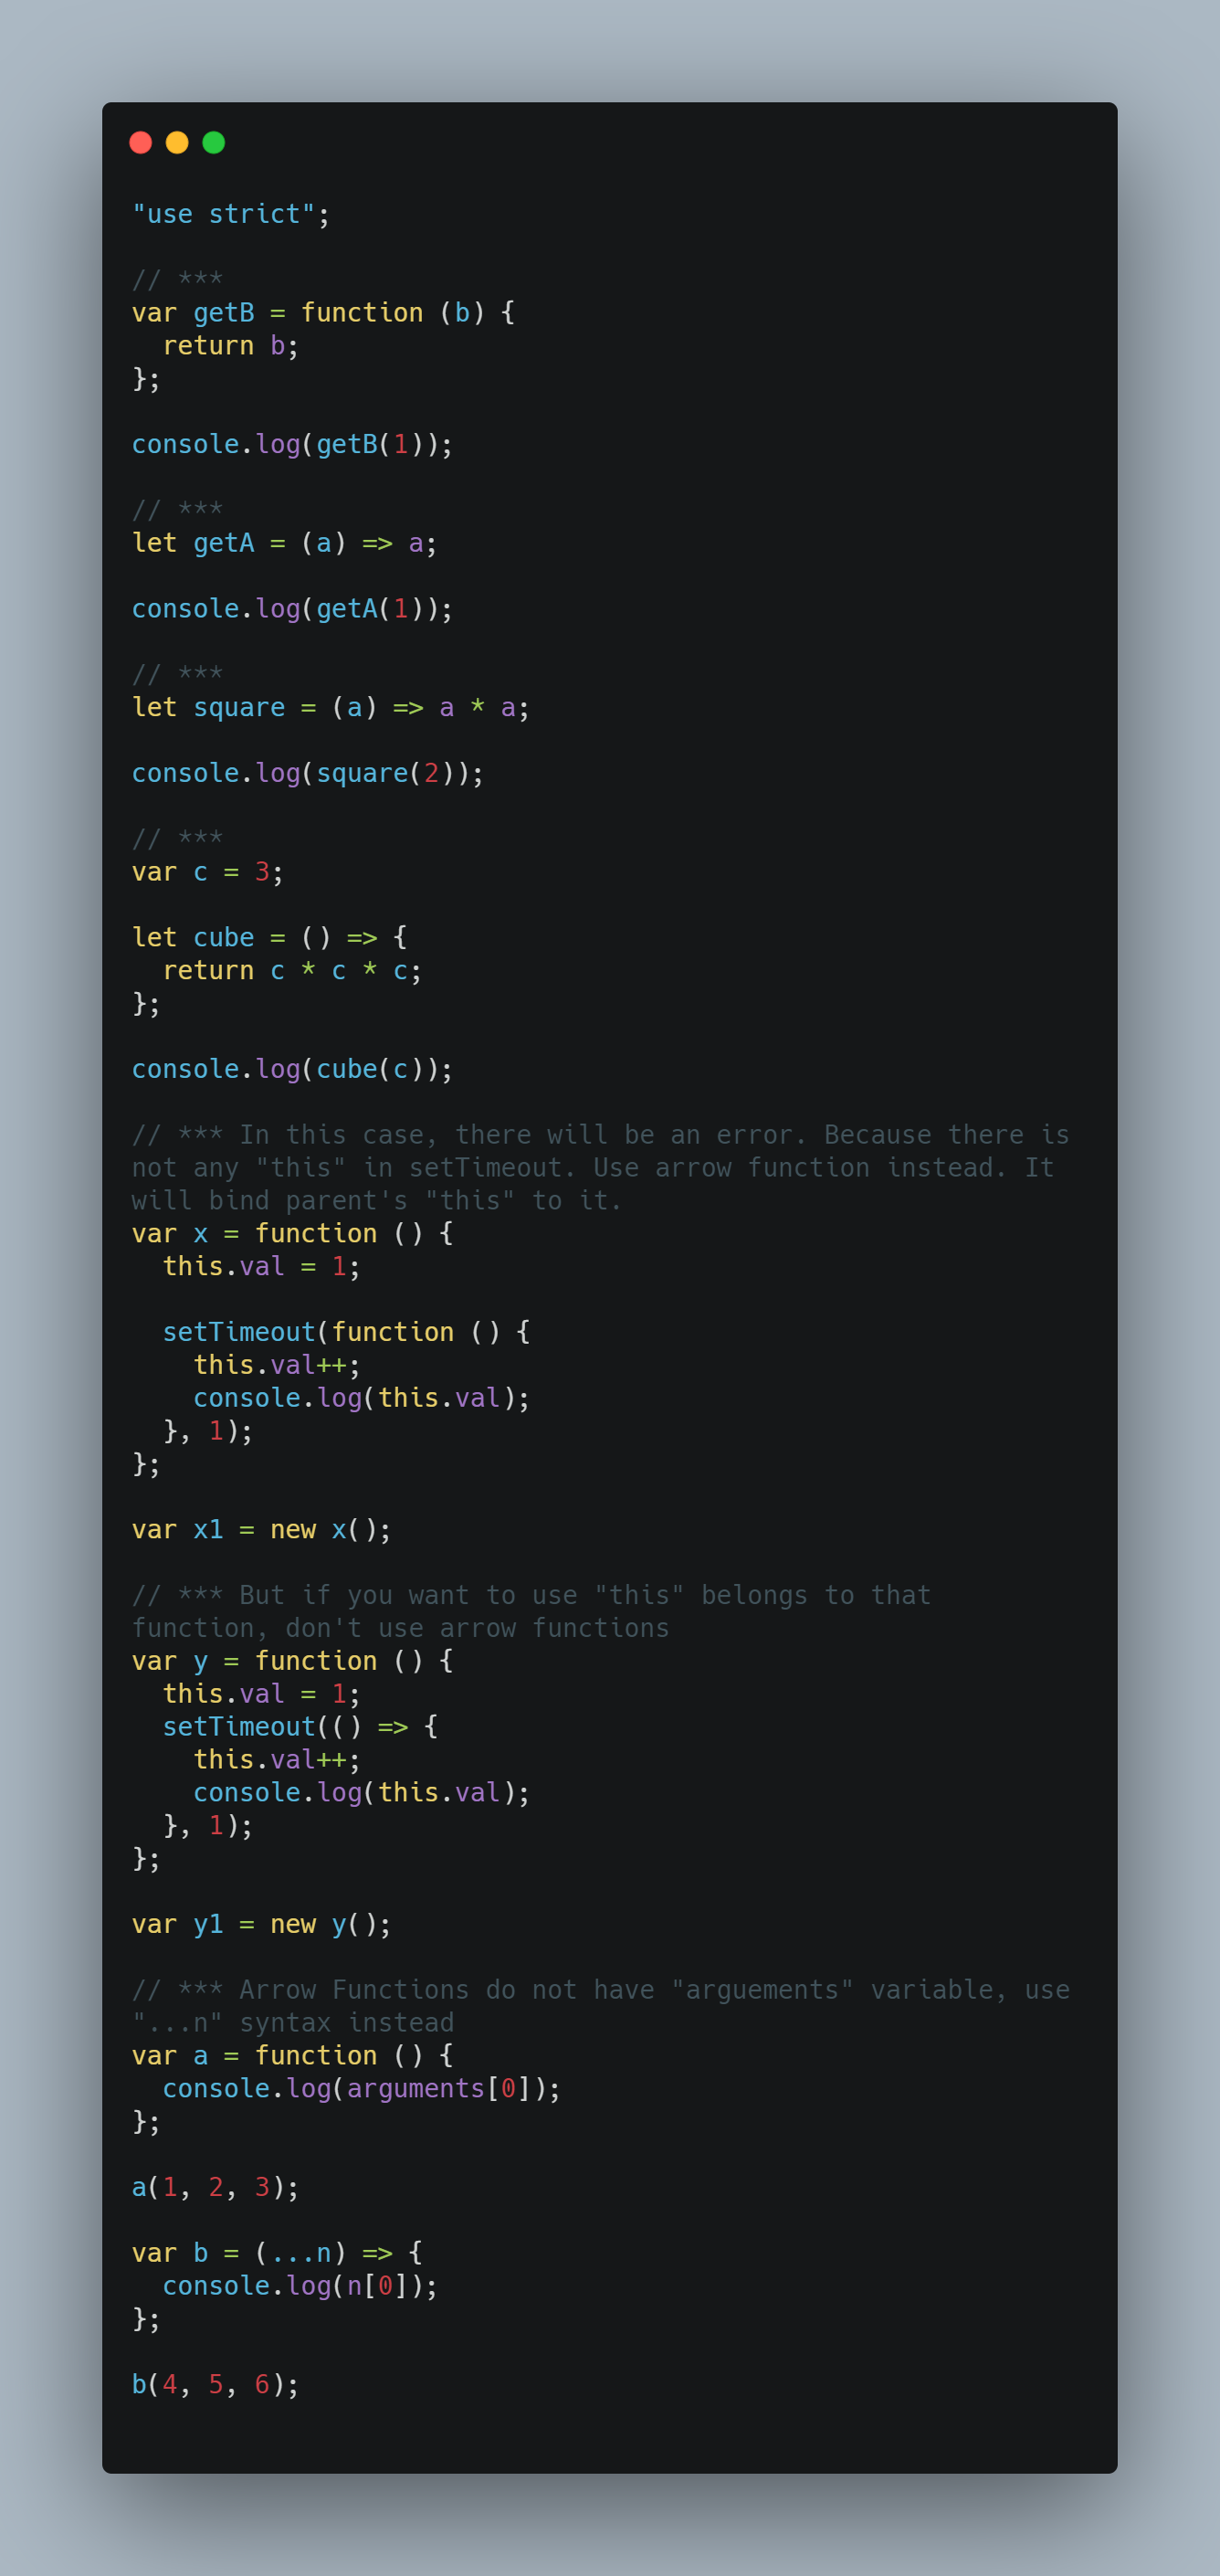 "use strict";

// ***
var getB = function (b) {
  return b;
};

console.log(getB(1));

// ***
let getA = (a) => a;

console.log(getA(1));

// ***
let square = (a) => a * a;

console.log(square(2));

// ***
var c = 3;

let cube = () => {
  return c * c * c;
};

console.log(cube(c));

// *** In this case, there will be an error. Because there is
not any "this" in setTimeout. Use arrow function instead. It
will bind parent's "this" to it.
var x = function () {
  this.val = 1;

  setTimeout(function () {
    this.val++;
    console.log(this.val);
  }, 1);
};

var x1 = new x();

// *** But if you want to use "this" belongs to that
function, don't use arrow functions
var y = function () {
  this.val = 1;
  setTimeout(() => {
    this.val++;
    console.log(this.val);
  }, 1);
};

var y1 = new y();

// *** Arrow Functions do not have "arguements" variable, use
"...n" syntax instead
var a = function () {
  console.log(arguments[0]);
};

a(1, 2, 3);

var b = (...n) => {
  console.log(n[0]);
};

b(4, 5, 6);